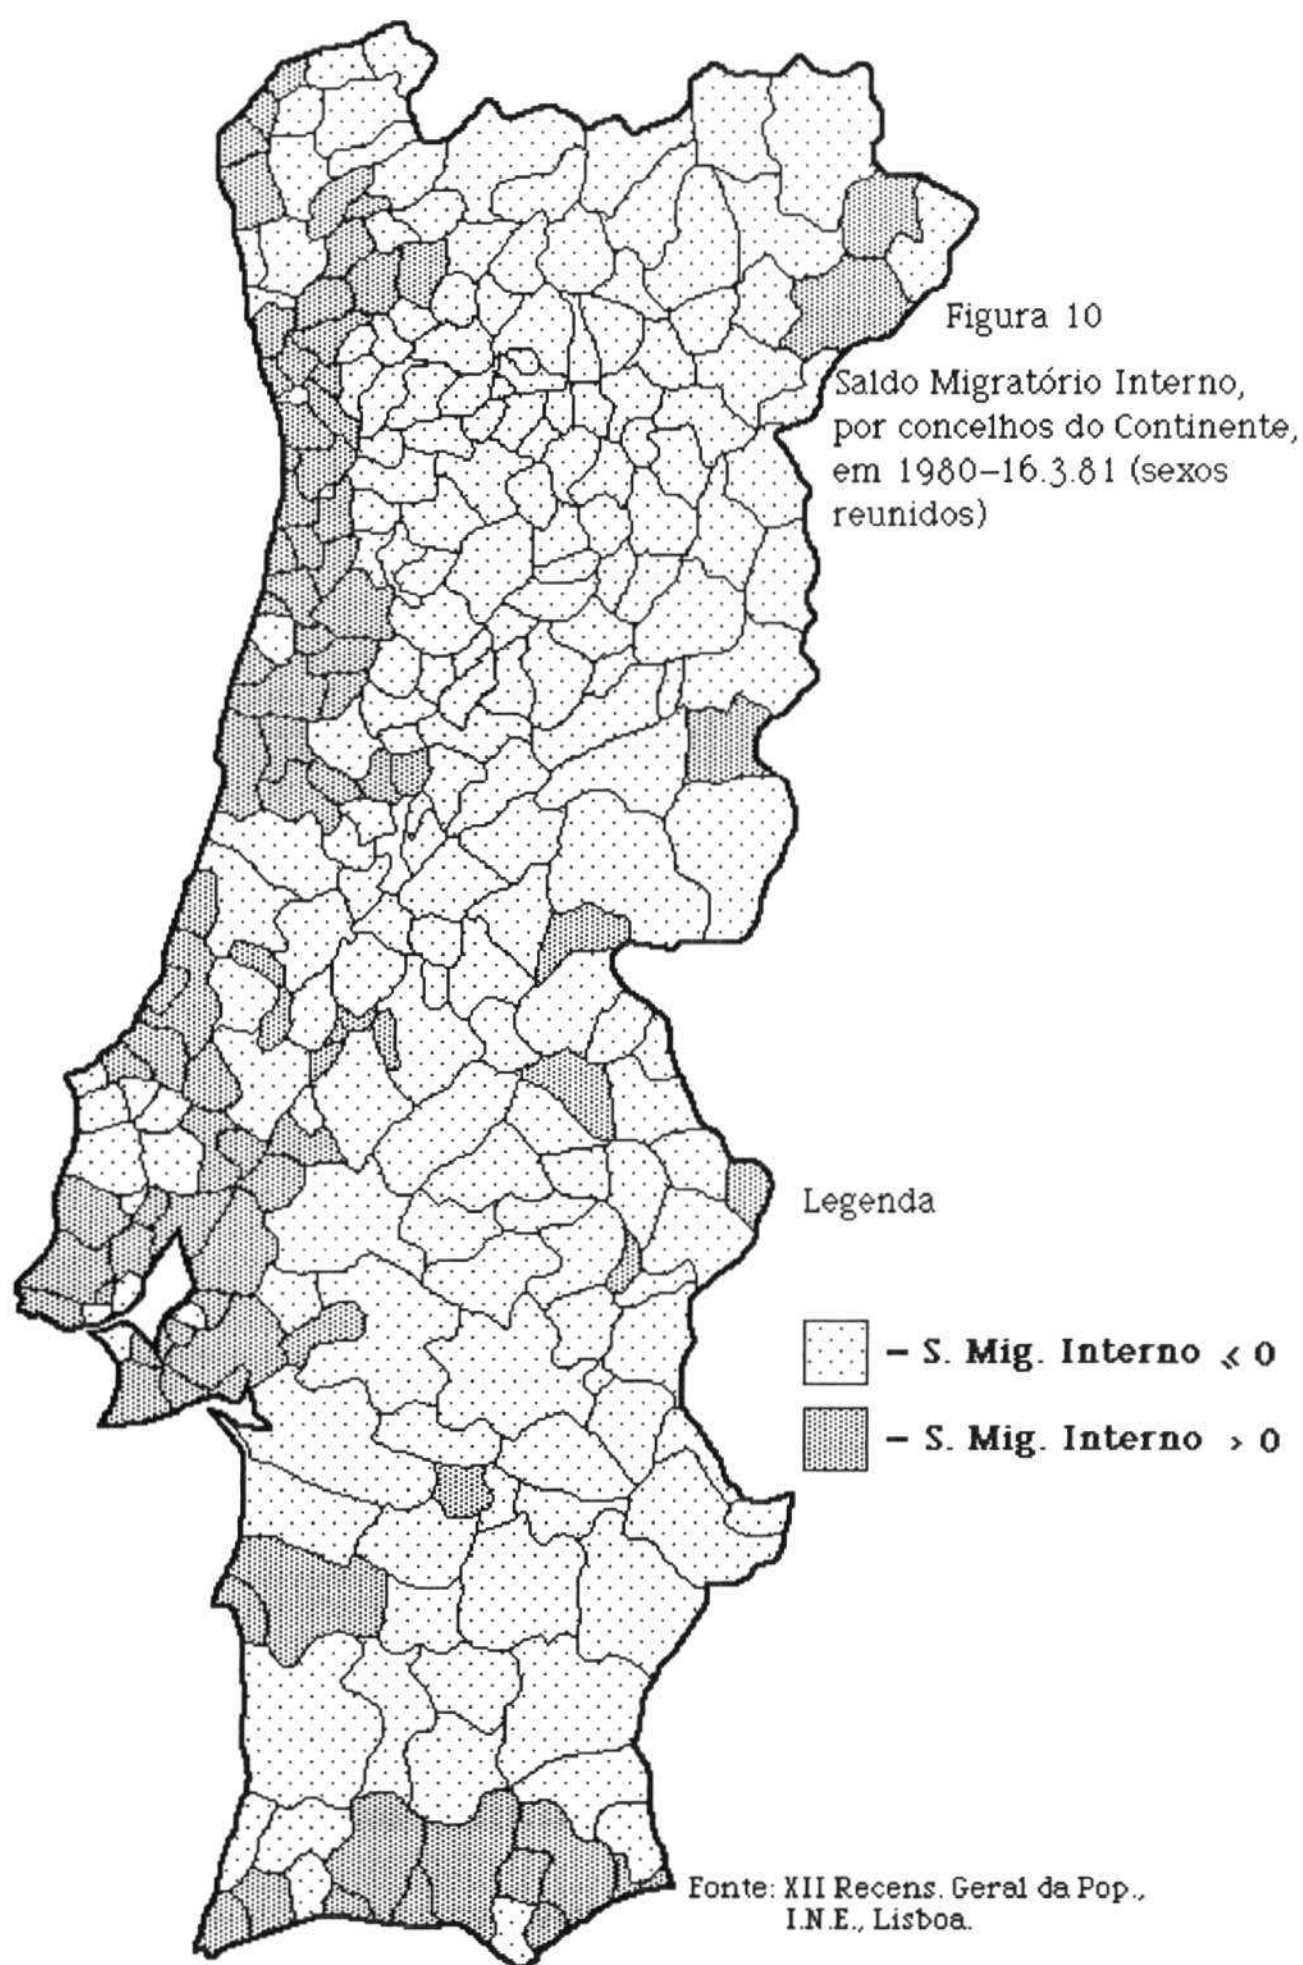 Figura 10
Saldo Migratório Interno,
por concelhos do Continente,
em 1980-16.3.81 (sexos
reunidos)
Legenda
- S. Mig. Interno ≤ 0
- S. Mig. Interno > 0
Fonte: XII Recens. Geral da Pop.,
I.N.E., Lisboa.